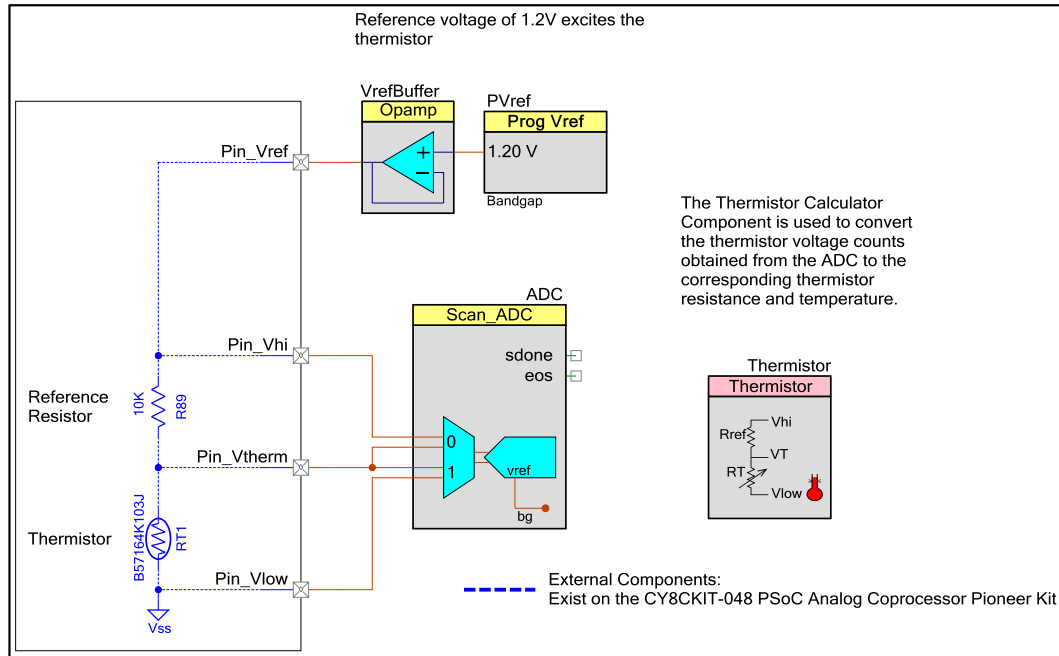 Reference voltage of 1.2V excites the
thermistor
VrefBuffer
Opamp
PVref
Prog Vref
1.20 V
Bandgap
Pin_Vref
The Thermistor Calculator
Component is used to convert
the thermistor voltage counts
obtained from the ADC to the
corresponding thermistor
resistance and temperature.
ADC
Scan_ADC
sdone
eos
0
1
vref
bg
Pin_Vhi
Reference
Resistor
10K
R89
Pin_Vtherm
Thermistor
B57164K103J
RT1
Pin_Vlow
Vss
Thermistor
Thermistor
Vhi
Rref
VT
RT
Vlow
External Components:
Exist on the CY8CKIT-048 PSoC Analog Coprocessor Pioneer Kit